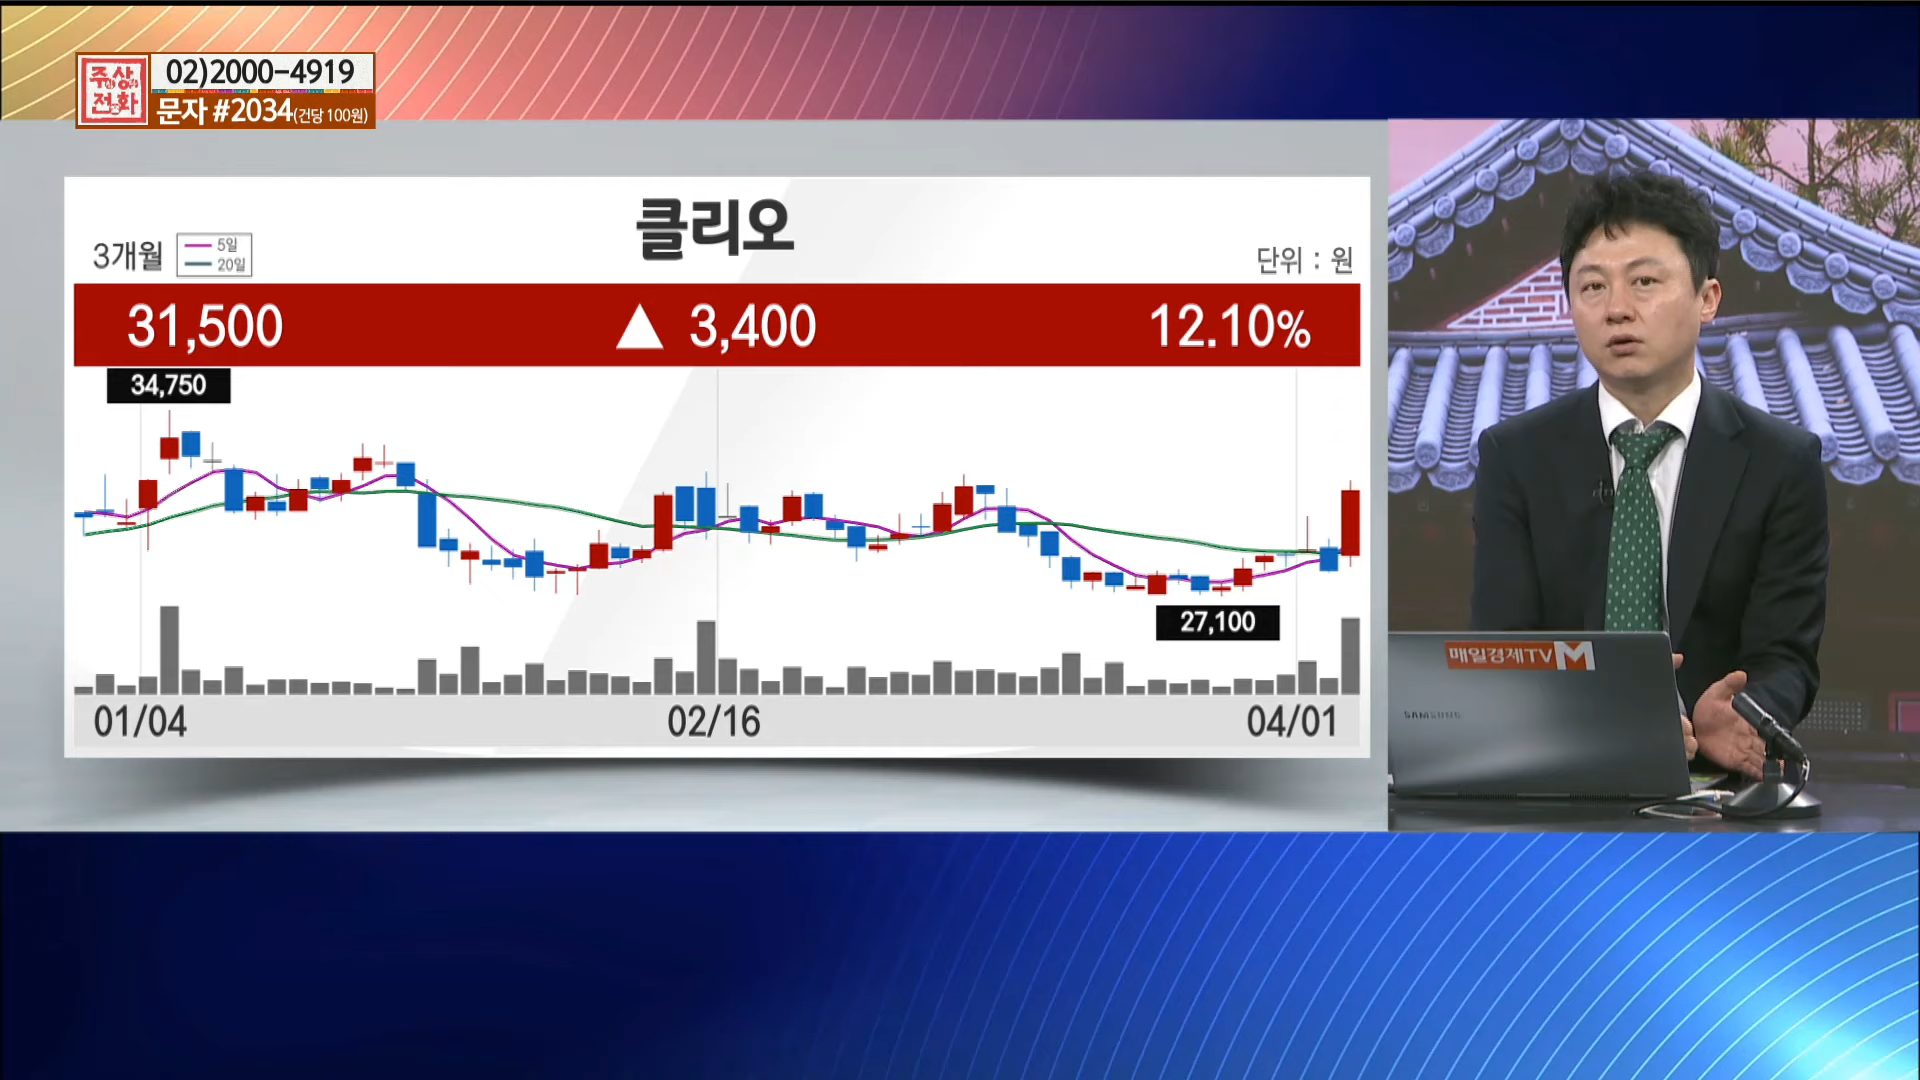 주상전화
02)2000-4919
문자 #2034(건당 100원)
클리오
3개월
5일
20일
단위 : 원
31,500 ▲ 3,400 12.10%
34,750
27,100
01/04 02/16 04/01
매일경제TV M
SAMSUNG